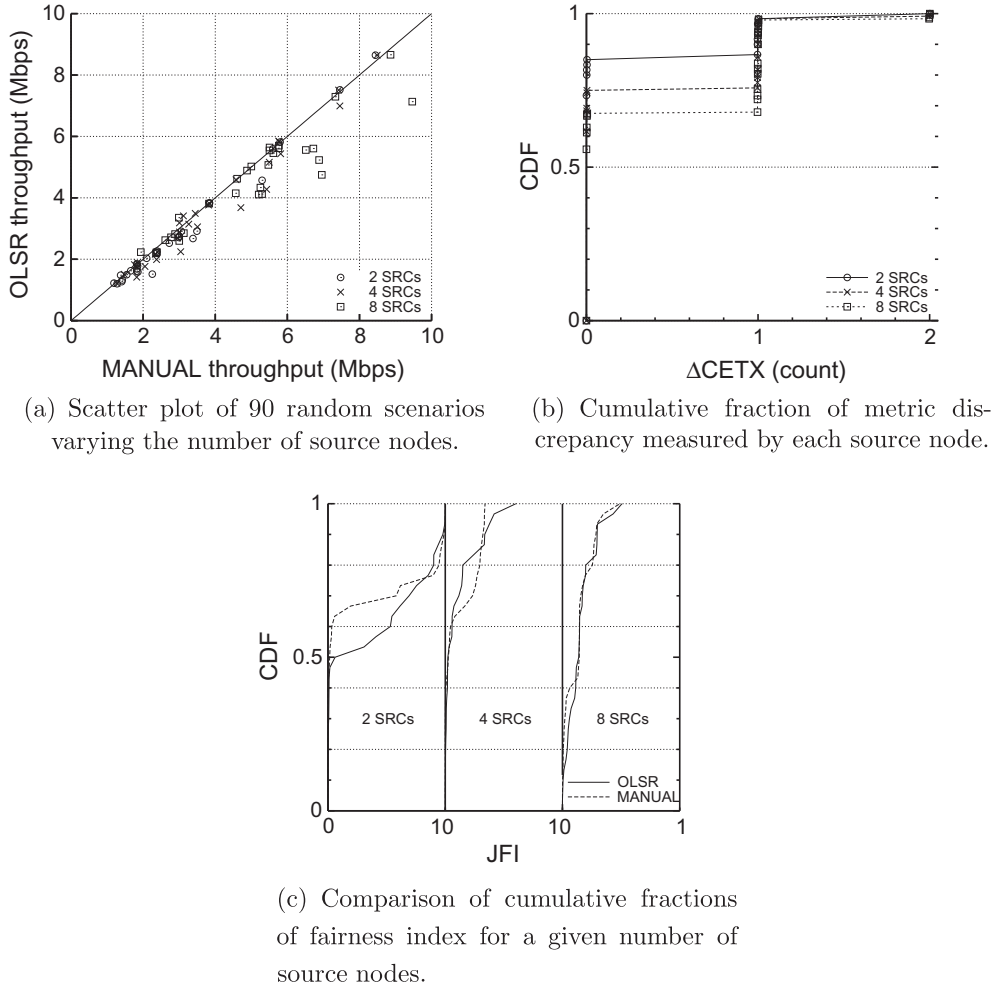 10
8
6
4
2
0
OLSR throughput (Mbps)
2 SRCs
4 SRCs
8 SRCs
0 2 4 6 8 10
MANUAL throughput (Mbps)
(a) Scatter plot of 90 random scenarios
varying the number of source nodes.
1
0.5
0
CDF
2 SRCs
4 SRCs
8 SRCs
0 1 2
ΔCETX (count)
(b) Cumulative fraction of metric dis-
crepancy measured by each source node.
1
0.5
0
CDF
2 SRCs 4 SRCs 8 SRCs
OLSR
MANUAL
0 10 10 1
JFI
(c) Comparison of cumulative fractions
of fairness index for a given number of
source nodes.